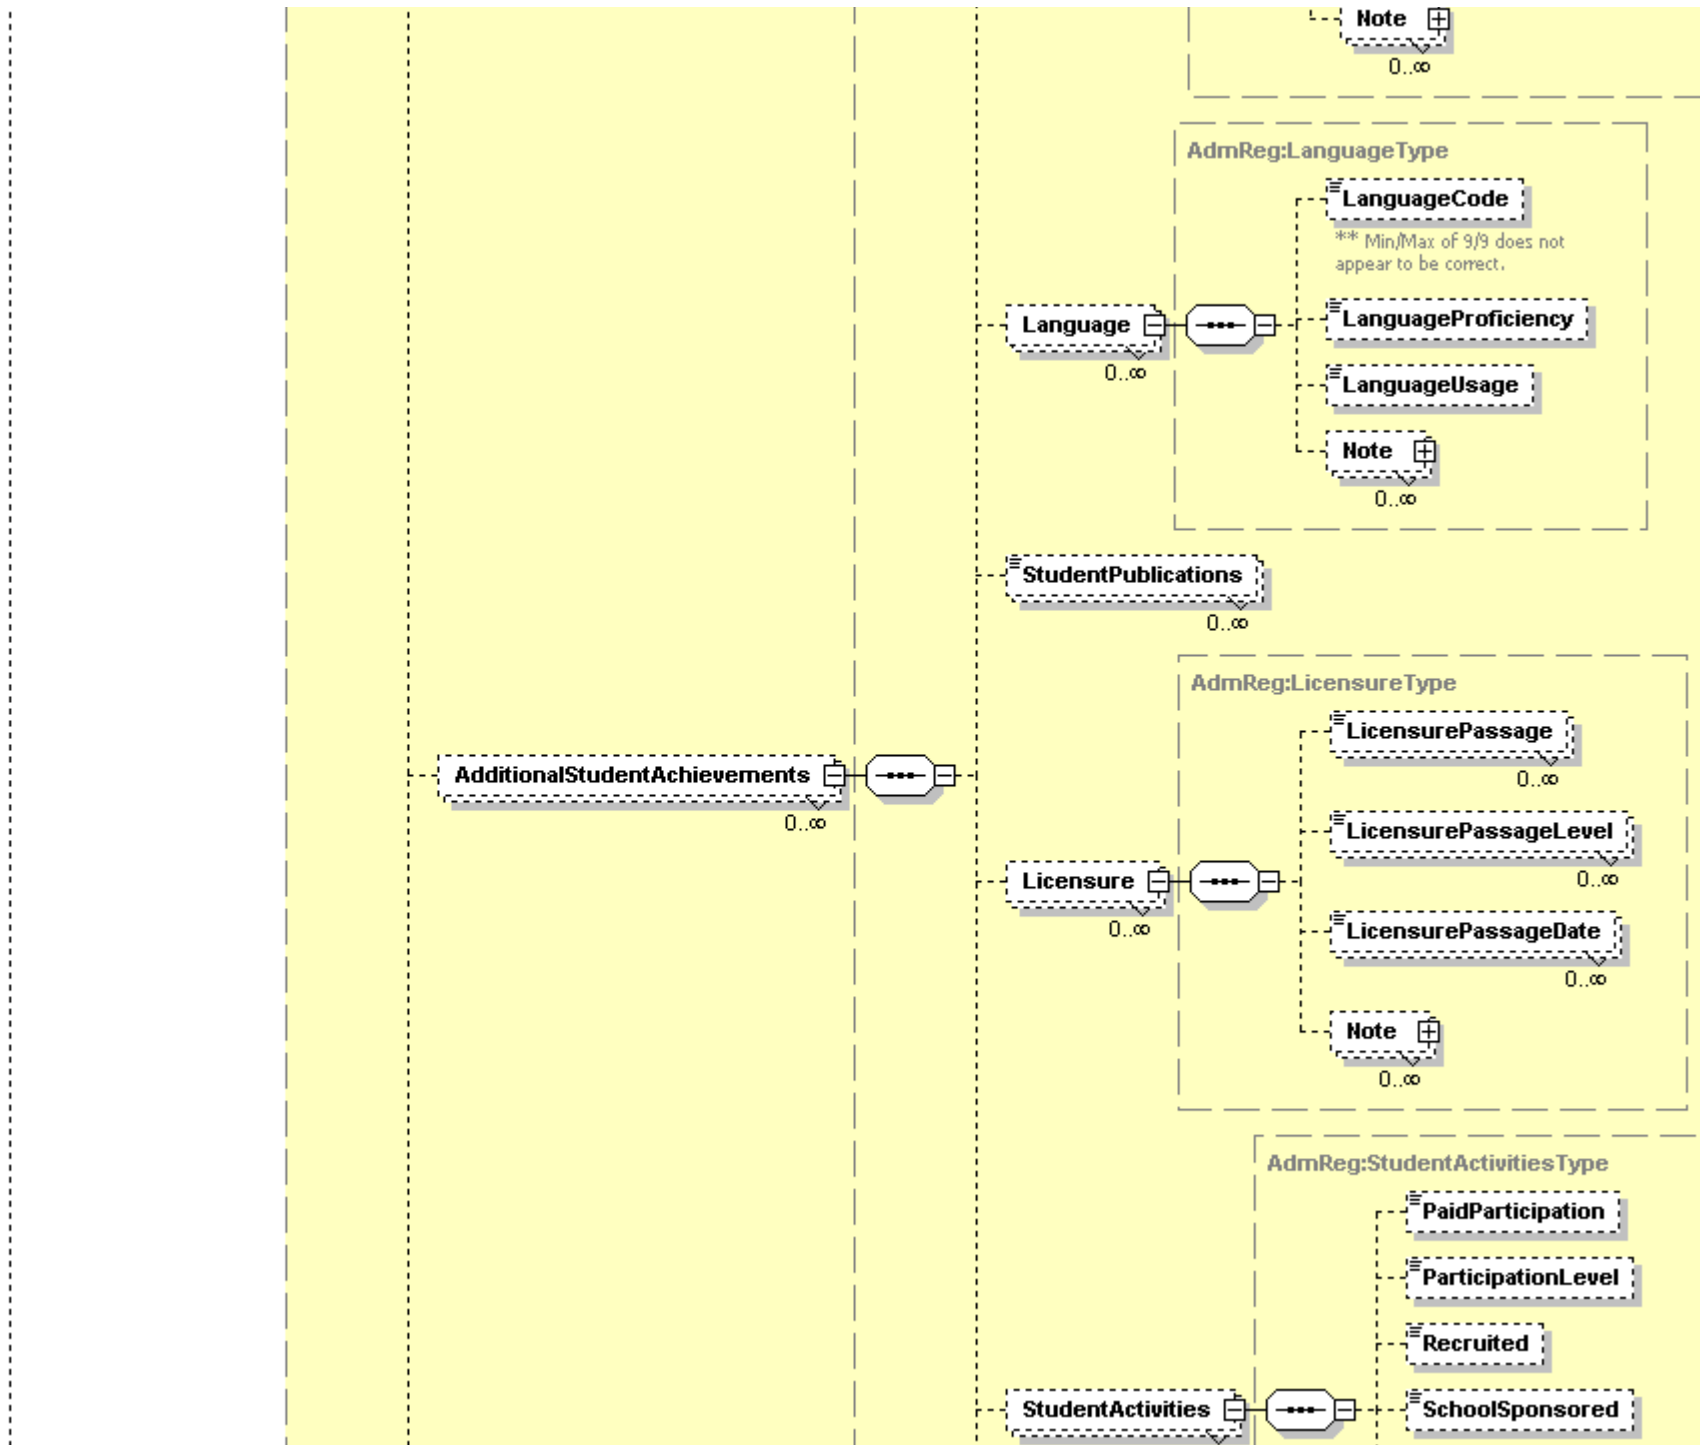 Note
0..∞
AdmReg:LanguageType
LanguageCode
** Min/Max of 9/9 does not
appear to be correct.
Language
0..∞
LanguageProficiency
LanguageUsage
Note
0..∞
StudentPublications
0..∞
AdmReg:LicensureType
LicensurePassage
0..∞
AdditionalStudentAchievements
0..∞
LicensurePassageLevel
0..∞
Licensure
0..∞
LicensurePassageDate
0..∞
Note
0..∞
AdmReg:StudentActivitiesType
PaidParticipation
ParticipationLevel
Recruited
StudentActivities
SchoolSponsored